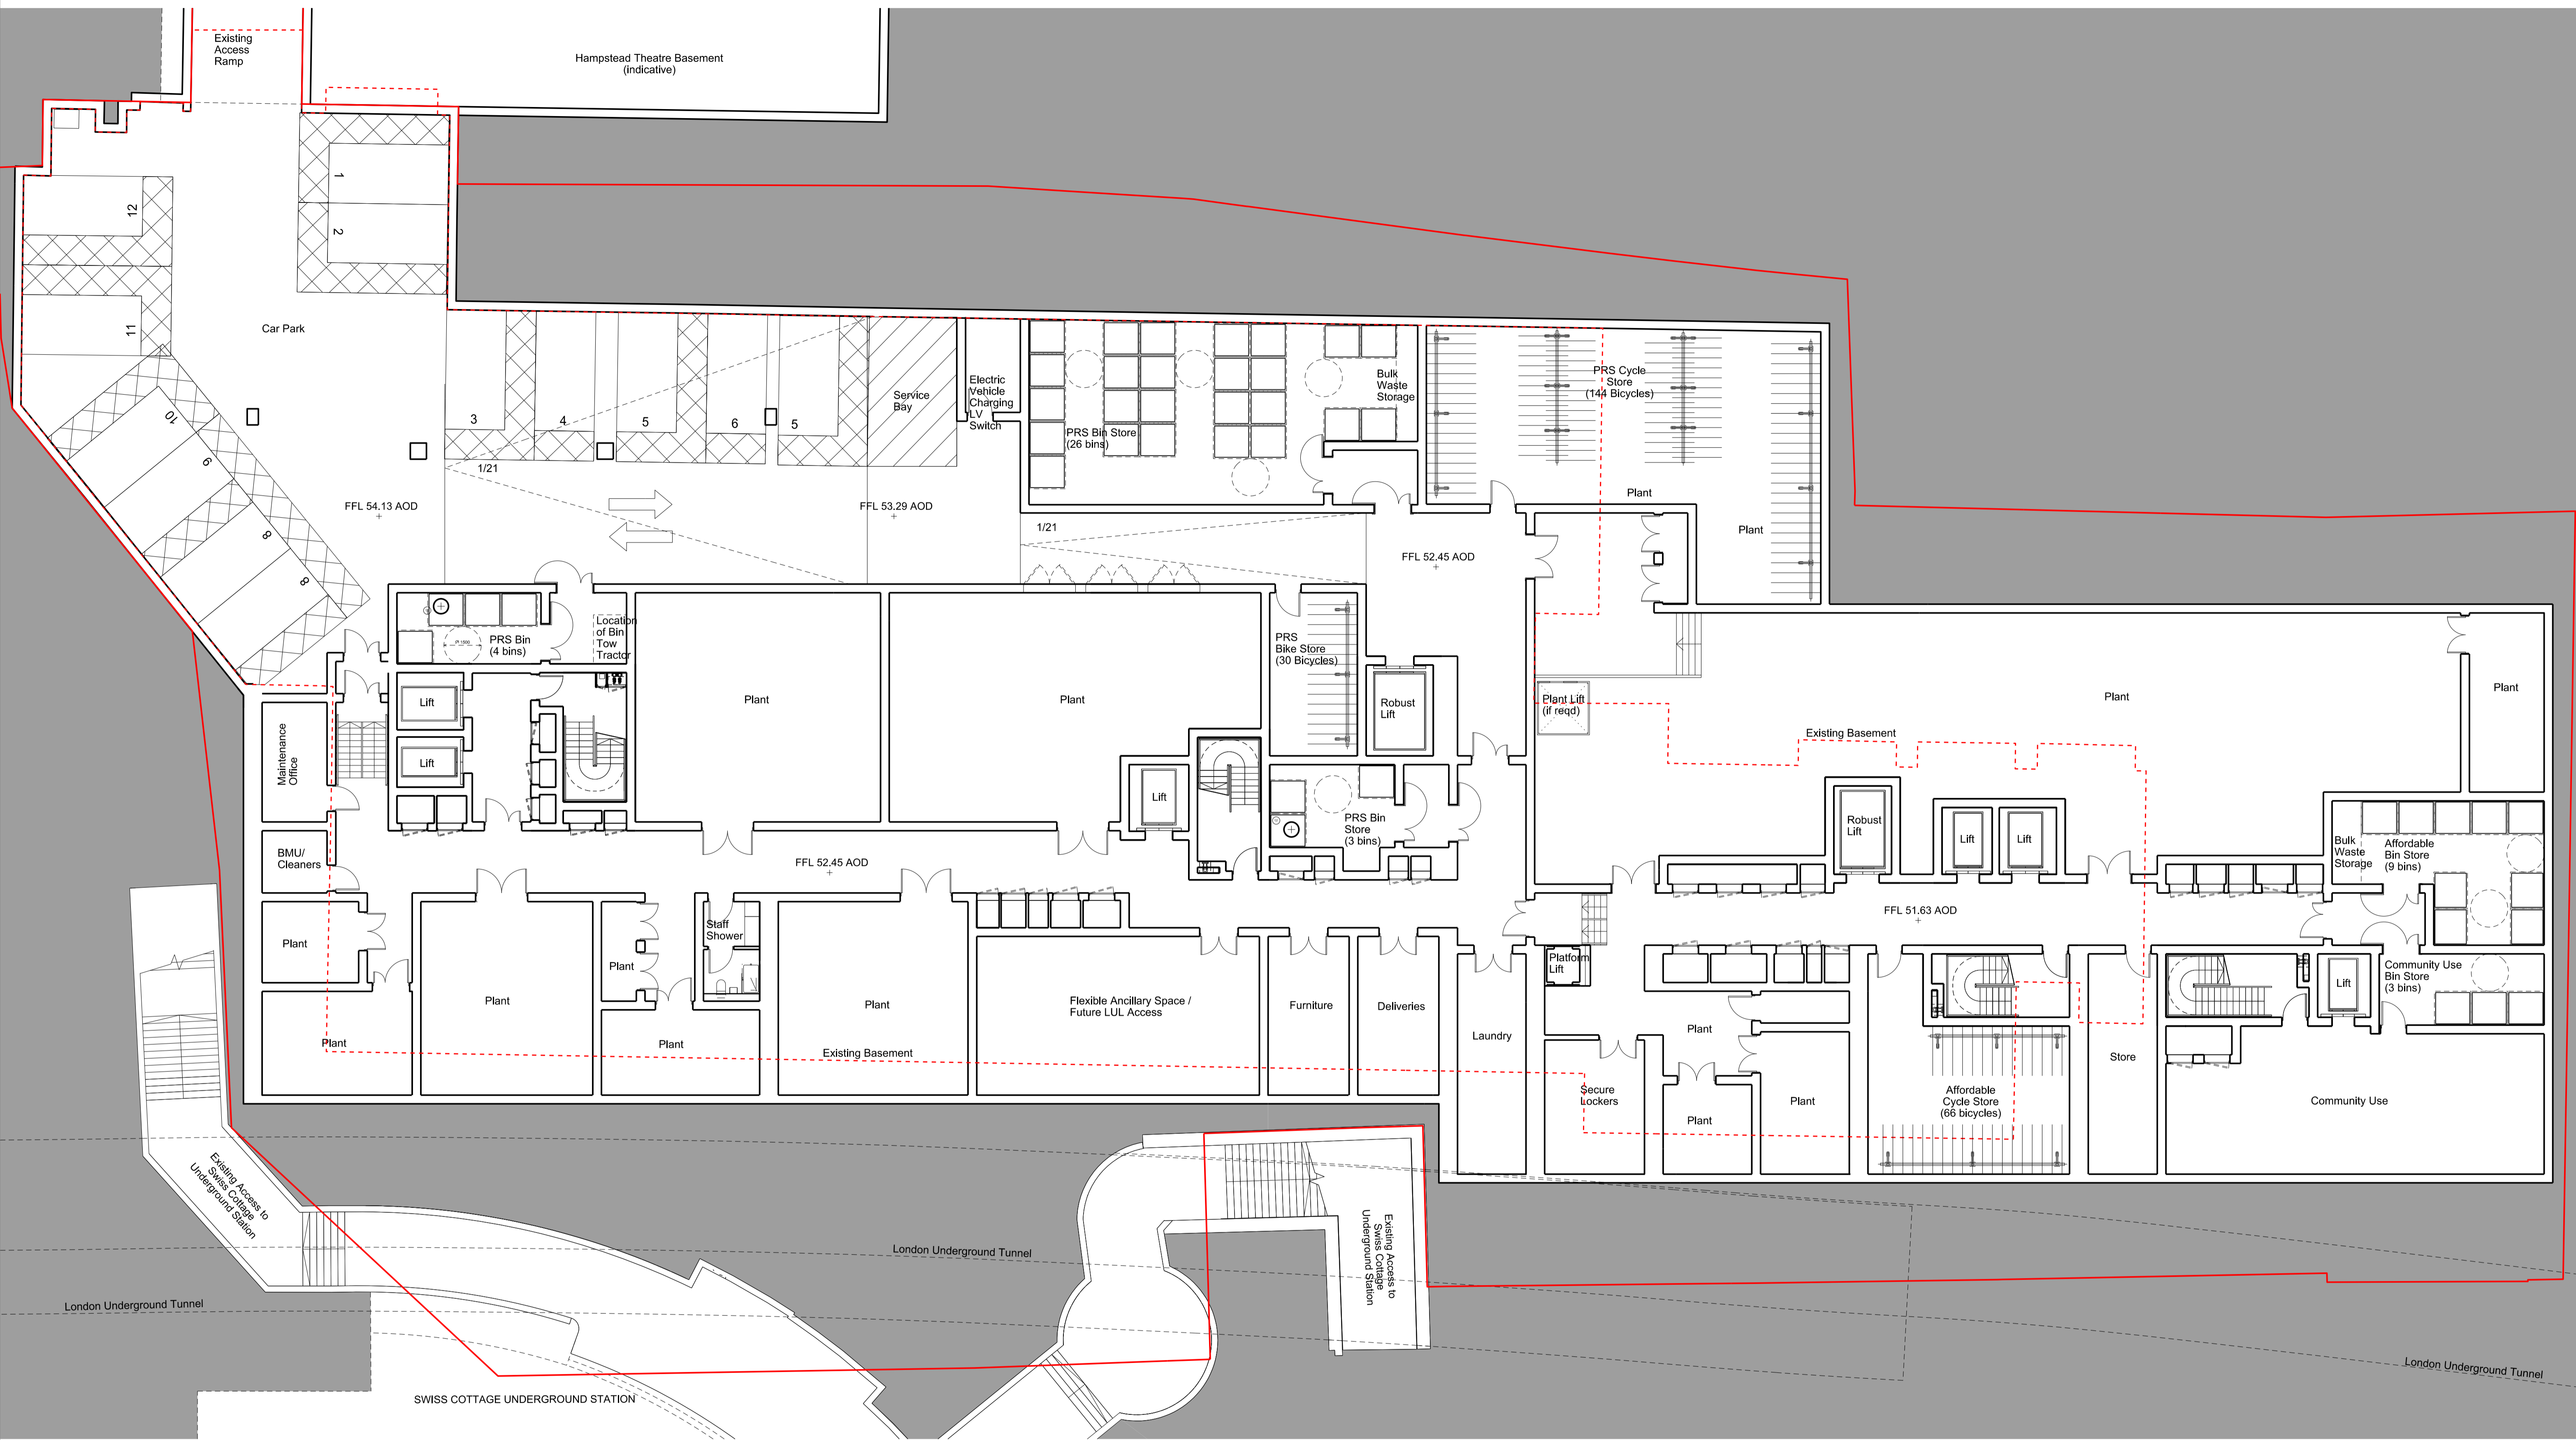 Existing
Access
Ramp
Hampstead Theatre Basement
(indicative)
1
2
12
11
10
9
8
8
Car Park
3
4
5
6
5
Service
Bay
Electric
Vehicle
Charging
LV
Switch
PRS Bin Store
(26 bins)
Bulk
Waste
Storage
PRS Cycle
Store
(144 Bicycles)
Plant
Plant
1/21
1/21
FFL 54.13 AOD
FFL 53.29 AOD
FFL 52.45 AOD
PRS Bin
(4 bins)
Location
of Bin
Tow
Tractor
Lift
Lift
Maintenance
Office
BMU/
Cleaners
Plant
Plant
PRS
Bike Store
(30 Bicycles)
Robust
Lift
Plant Lift
(if reqd)
Existing Basement
Plant
Plant
Lift
PRS Bin
Store
(3 bins)
Robust
Lift
Lift
Lift
Bulk
Waste
Storage
Affordable
Bin Store
(9 bins)
FFL 52.45 AOD
FFL 51.63 AOD
Plant
Plant
Plant
Plant
Staff
Shower
Plant
Plant
Existing Basement
Flexible Ancillary Space /
Future LUL Access
Furniture
Deliveries
Laundry
Platform
Lift
Secure
Lockers
Plant
Plant
Plant
Affordable
Cycle Store
(66 bicycles)
Store
Lift
Community Use
Bin Store
(3 bins)
Community Use
Existing Access to
Swiss Cottage
Underground Station
Existing Access to
Swiss Cottage
Underground Station
London Underground Tunnel
London Underground Tunnel
London Underground Tunnel
SWISS COTTAGE UNDERGROUND STATION